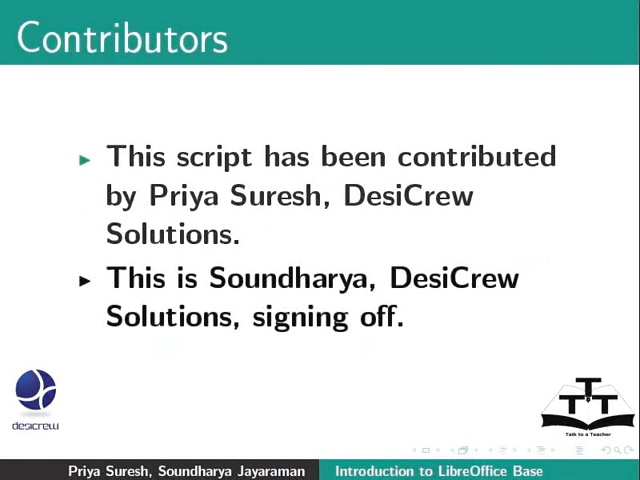 Contributors
This script has been contributed
by Priya Suresh, DesiCrew
Solutions.
This is Soundharya, DesiCrew
Solutions, signing off.
desicrew
T
T T
Talk to a Teacher
Priya Suresh, Soundharya Jayaraman Introduction to LibreOffice Base